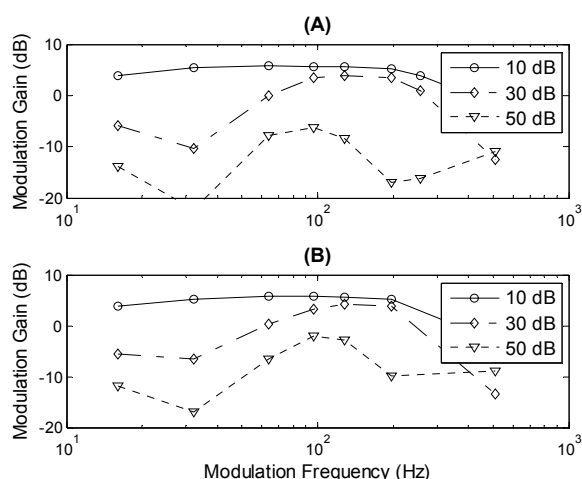 (A)
Modulation Gain (dB)
10
0
-10
-20
10^1
10^2
10^3
10 dB
30 dB
50 dB
(B)
Modulation Gain (dB)
10
0
-10
-20
10^1
10^2
10^3
10 dB
30 dB
50 dB
Modulation Frequency (Hz)